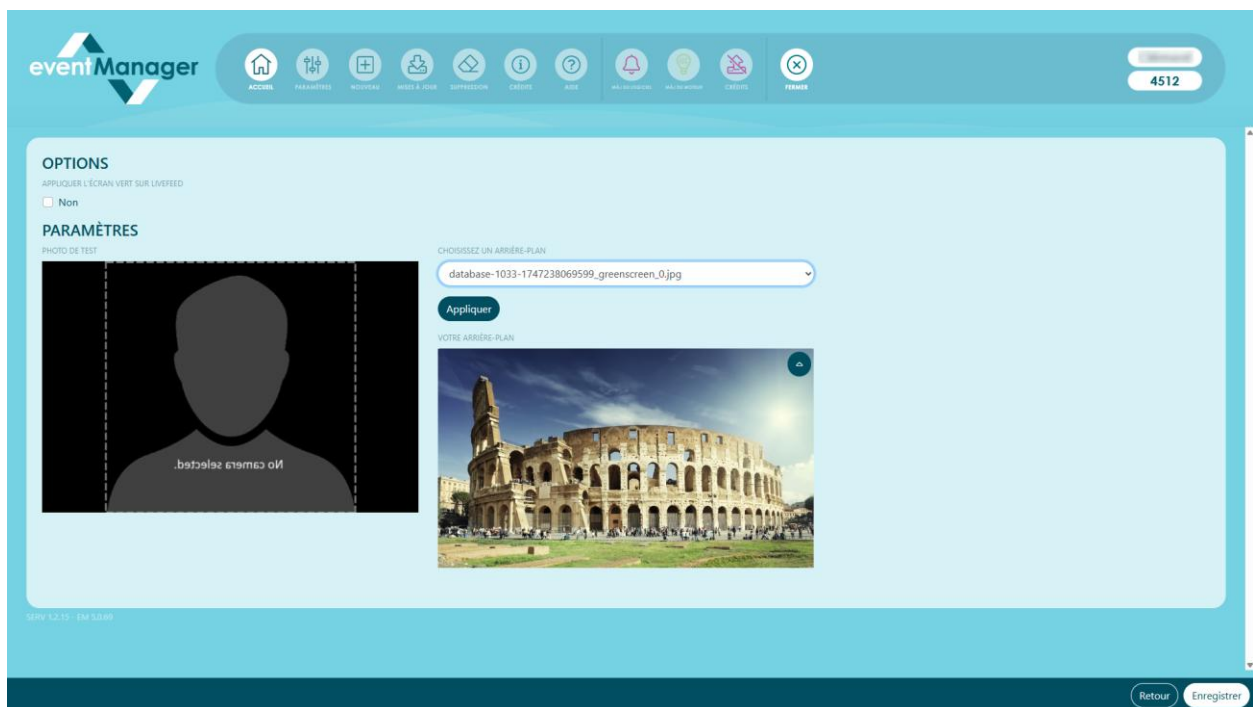 eventManager
ACCUEIL
PARAMÈTRES
NOUVEAU
MISES À JOUR
SUPPRESSION
CRÉDITS
AIDE
CRÉDITS
FERMER
4512
OPTIONS
APPLIQUER L'ÉCRAN VERT SUR LIVEFEED
Non
PARAMÈTRES
PHOTO DE TEST
No camera selected.
CHOISISSEZ UN ARRIÈRE-PLAN
database-1033-1747238069599_greenscreen_0.jpg
Appliquer
VOTRE ARRIÈRE-PLAN
SERV 1.2.15 - EM 5.0.69
Retour
Enregistrer